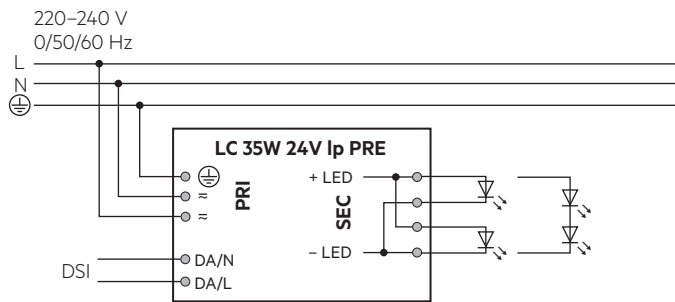 220–240 V
0/50/60 Hz
L
N
LC 35W 24V lp PRE
PRI
+ LED
SEC
≂
≂
– LED
DSI
DA/N
DA/L